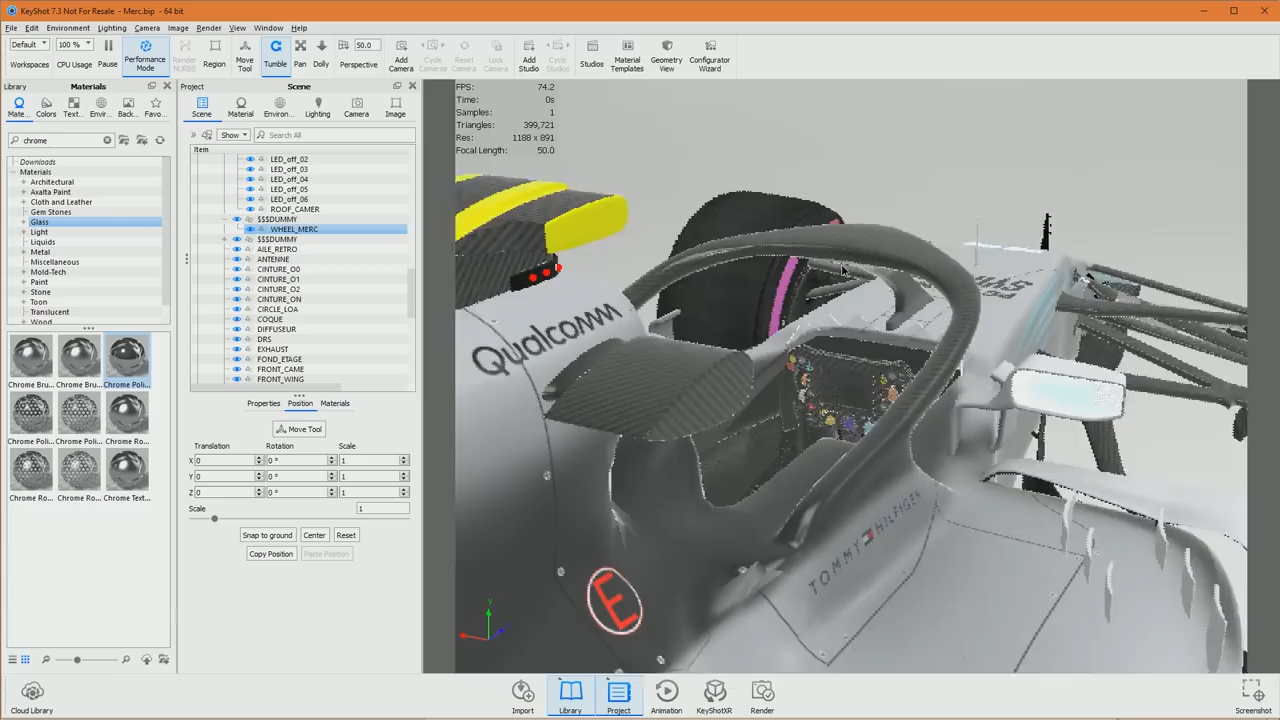 KeyShot 7.3 Not For Resale - Merc.bip - 64 bit
File Edit Environment Lighting Camera Image Render View Window Help
Default 100 % 50.0
Workspaces CPU Usage Pause Performance Mode Render NURBS Region Move Tool Tumble Pan Dolly Perspective Add Camera Cycle Cameras Reset Camera Lock Camera Add Studio Cycle Studios Studios Material Templates Geometry View Configurator Wizard
Library Materials
Mate... Colors Text... Envir... Back... Favo...
chrome
Downloads
Materials
Architectural
Axalta Paint
Cloth and Leather
Gem Stones
Glass
Light
Liquids
Metal
Miscellaneous
Mold-Tech
Paint
Stone
Toon
Translucent
Wood
Chrome Bru... Chrome Bru... Chrome Poli...
Chrome Poli... Chrome Poli... Chrome Ro...
Chrome Ro... Chrome Ro... Chrome Text...
Project Scene
Scene Material Environ... Lighting Camera Image
Show Search All
Item
LED_off_02
LED_off_03
LED_off_04
LED_off_05
LED_off_06
ROOF_CAMER
$$$DUMMY
WHEEL_MERC
$$$DUMMY
AILE_RETRO
ANTENNE
CINTURE_O0
CINTURE_O1
CINTURE_O2
CINTURE_ON
CIRCLE_LOA
COQUE
DIFFUSEUR
DRS
EXHAUST
FOND_ETAGE
FRONT_CAME
FRONT_WING
Properties Position Materials
Move Tool
Translation Rotation Scale
X 0 0 ° 1
Y 0 0 ° 1
Z 0 0 ° 1
Scale 1
Snap to ground Center Reset
Copy Position Paste Position
FPS: 74.2
Time: 0s
Samples: 1
Triangles: 399,721
Res: 1188 x 891
Focal Length: 50.0
Qualcomm
TOMMY HILFIGER
E
y
Cloud Library Import Library Project Animation KeyShotXR Render Screenshot